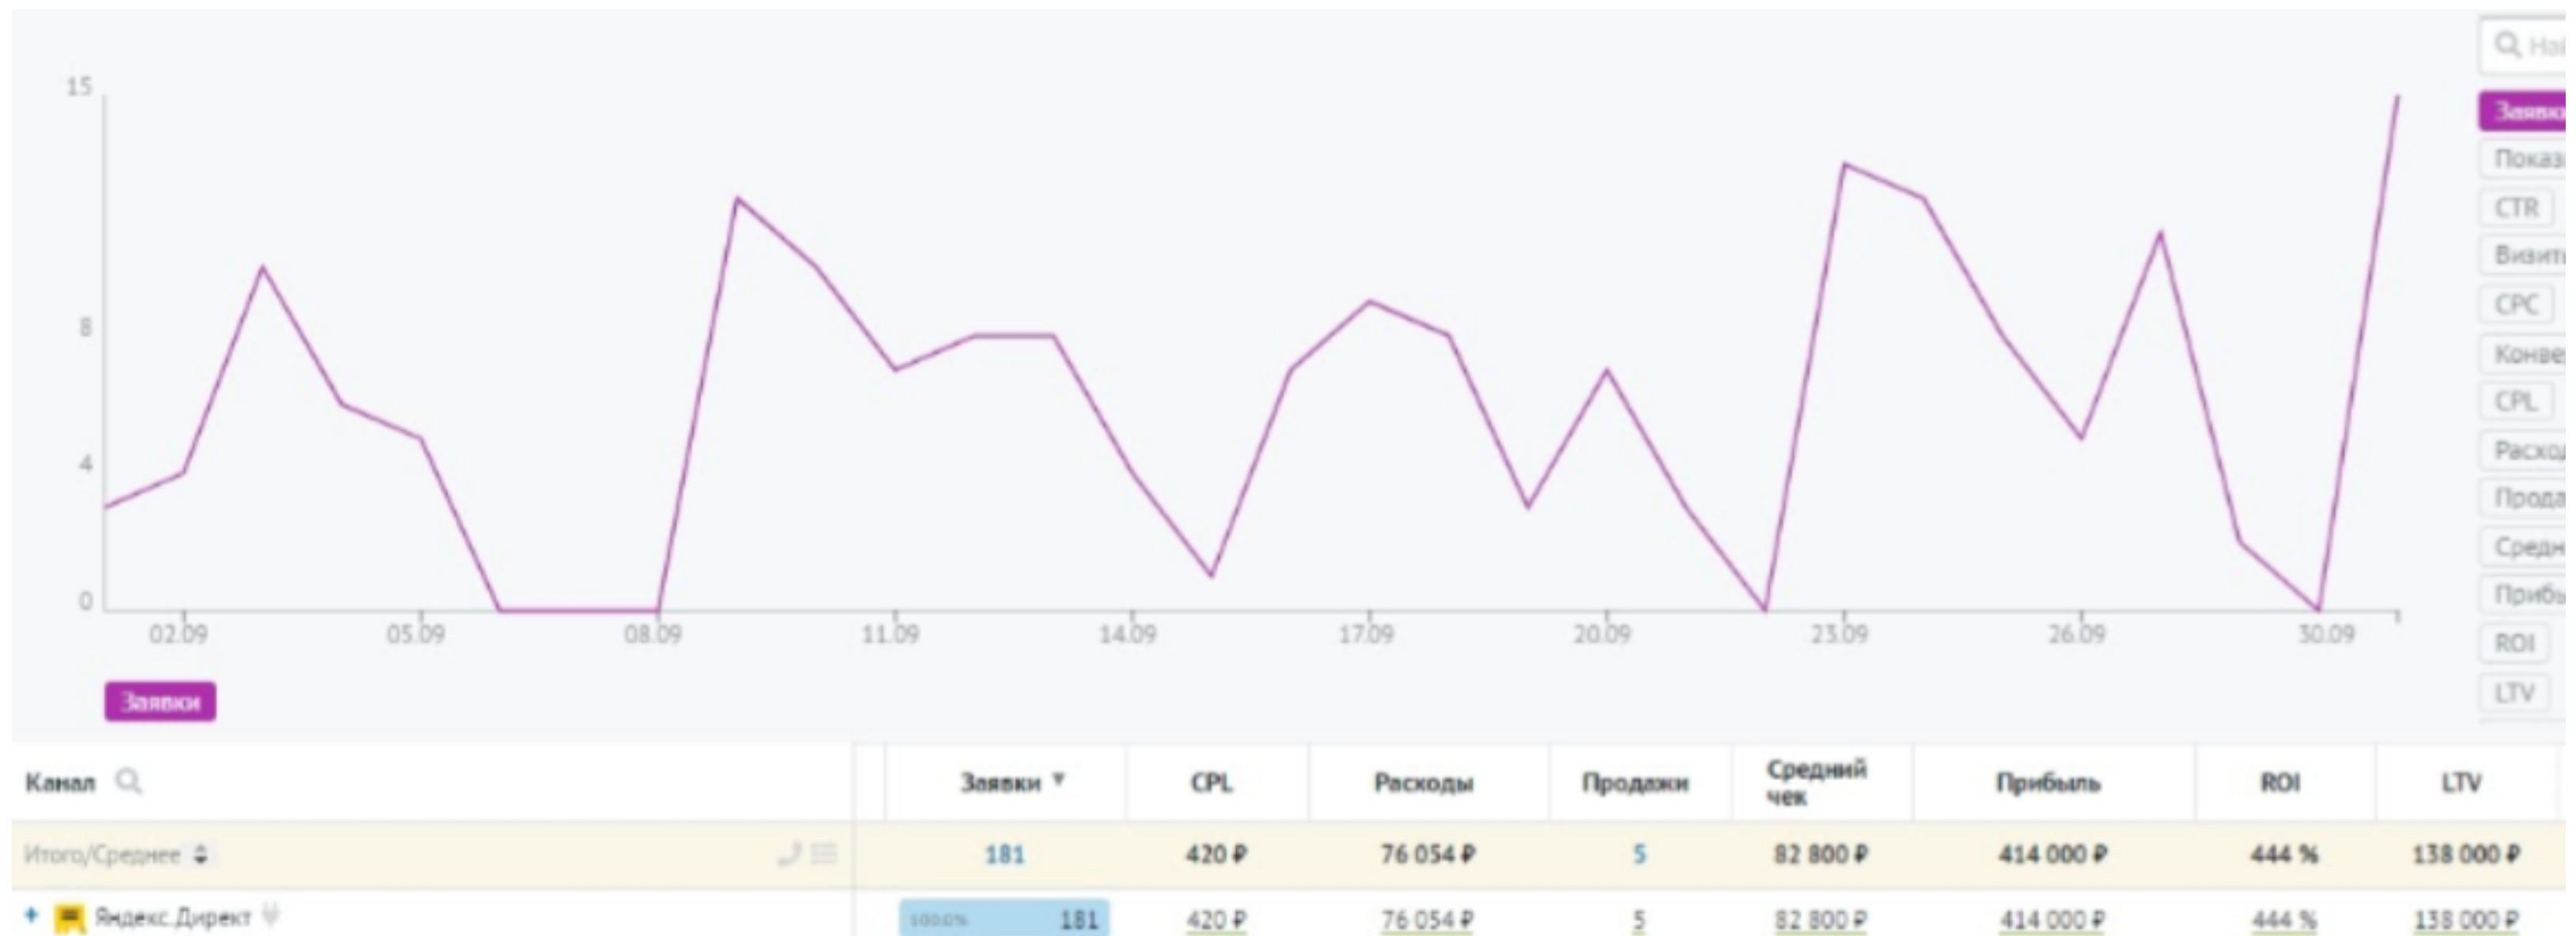 15
8
4
0
02.09 05.09 08.09 11.09 14.09 17.09 20.09 23.09 26.09 30.09
Заявки
CTR
CPC
CPL
ROI
LTV
Канал Заявки ▼ CPL Расходы Продажи Средний чек Прибыль ROI LTV
Итого/Среднее 181 420 ₽ 76 054 ₽ 5 82 800 ₽ 414 000 ₽ 444 % 138 000 ₽
+ Яндекс.Директ 100.0% 181 420 ₽ 76 054 ₽ 5 82 800 ₽ 414 000 ₽ 444 % 138 000 ₽